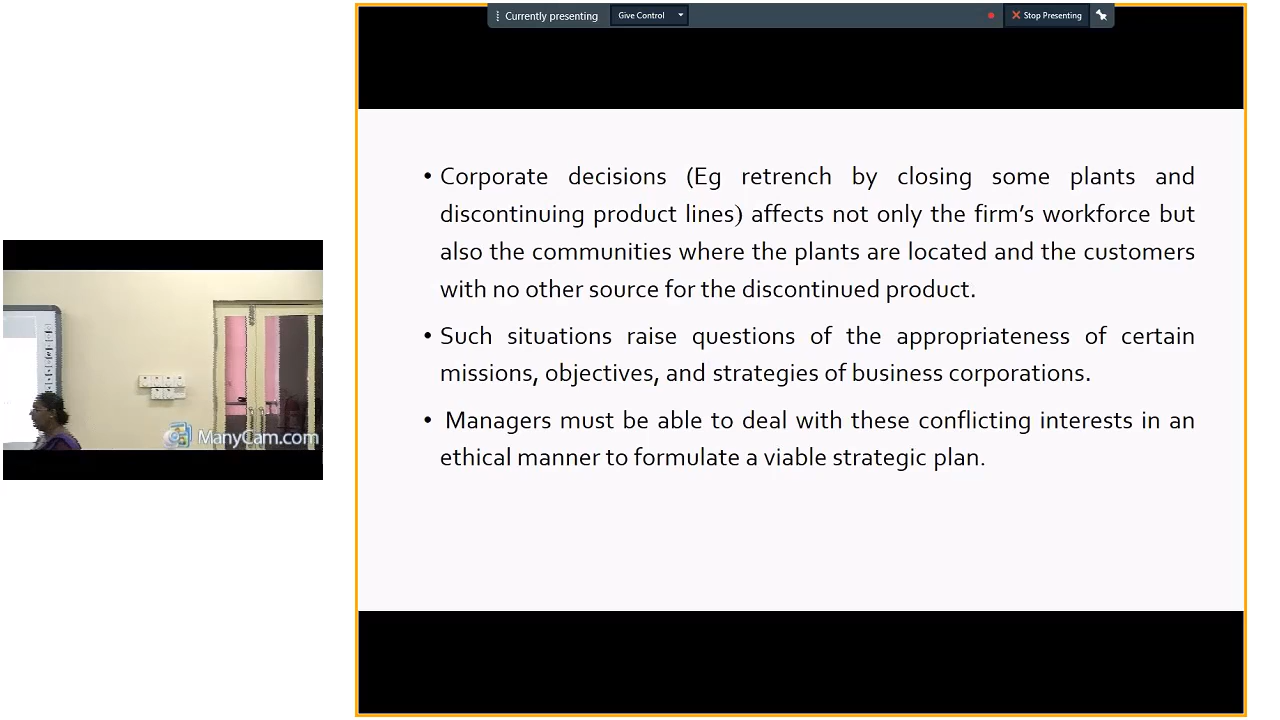 Currently presenting Give Control Stop Presenting
• Corporate decisions (Eg retrench by closing some plants and
discontinuing product lines) affects not only the firm’s workforce but
also the communities where the plants are located and the customers
with no other source for the discontinued product.
• Such situations raise questions of the appropriateness of certain
missions, objectives, and strategies of business corporations.
• Managers must be able to deal with these conflicting interests in an
ethical manner to formulate a viable strategic plan.
ManyCam.com